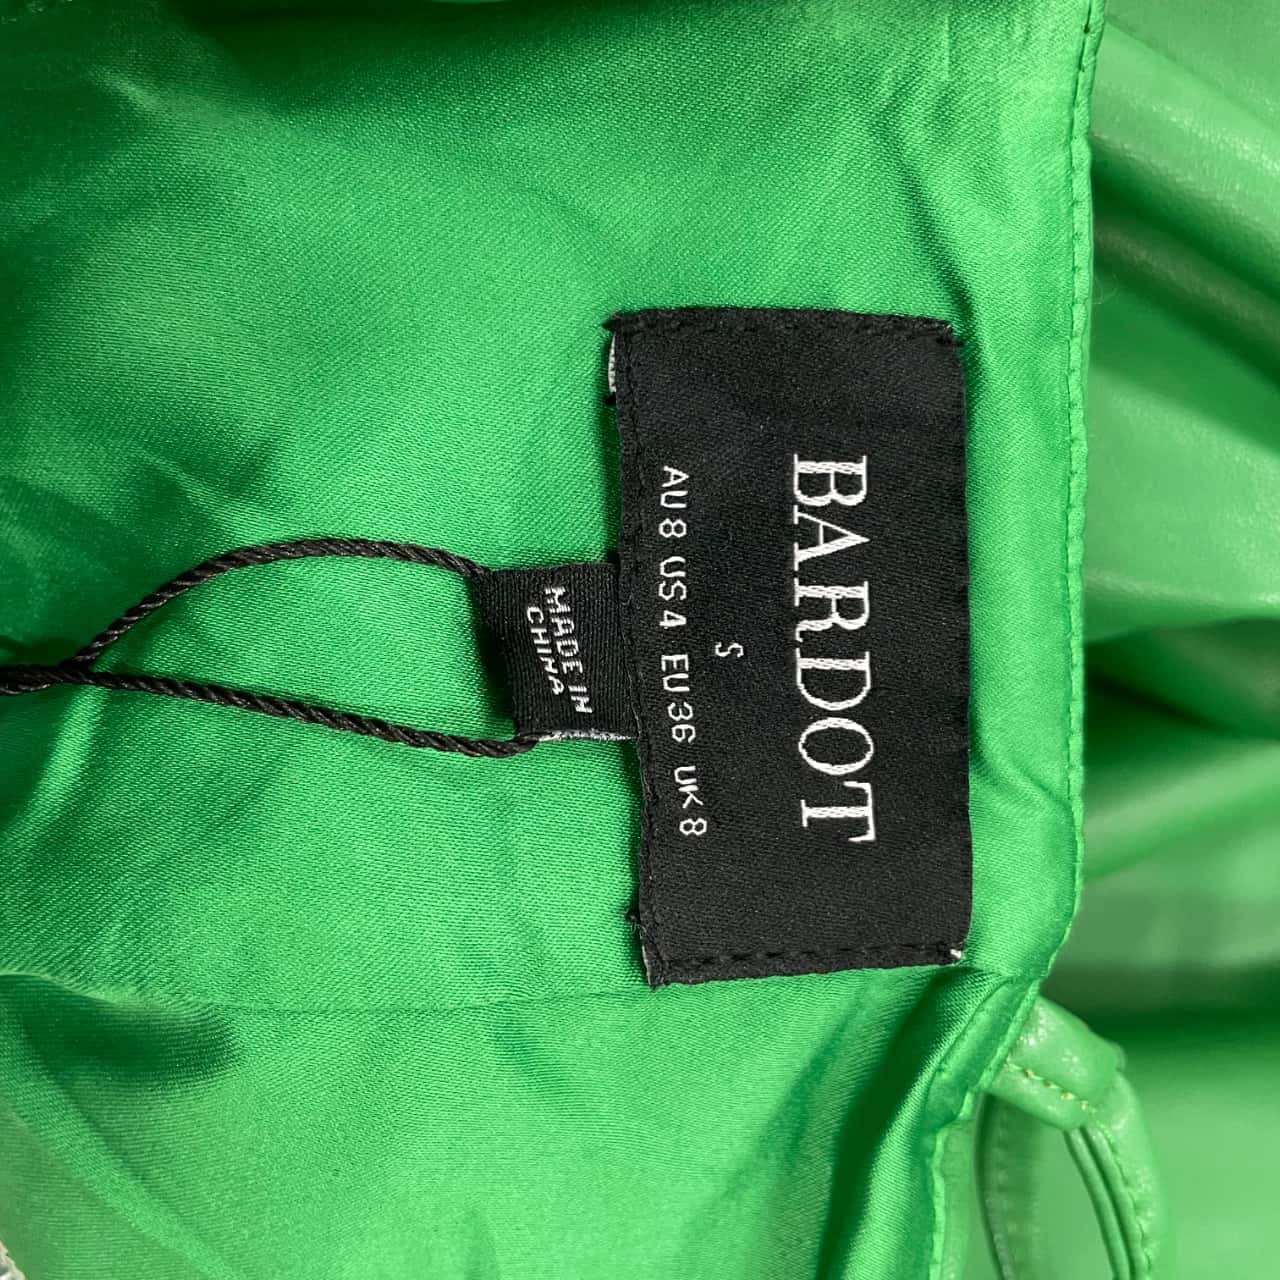 BARDOT
S
AU 8 US 4 EU 36 UK 8
MADE IN
CHINA